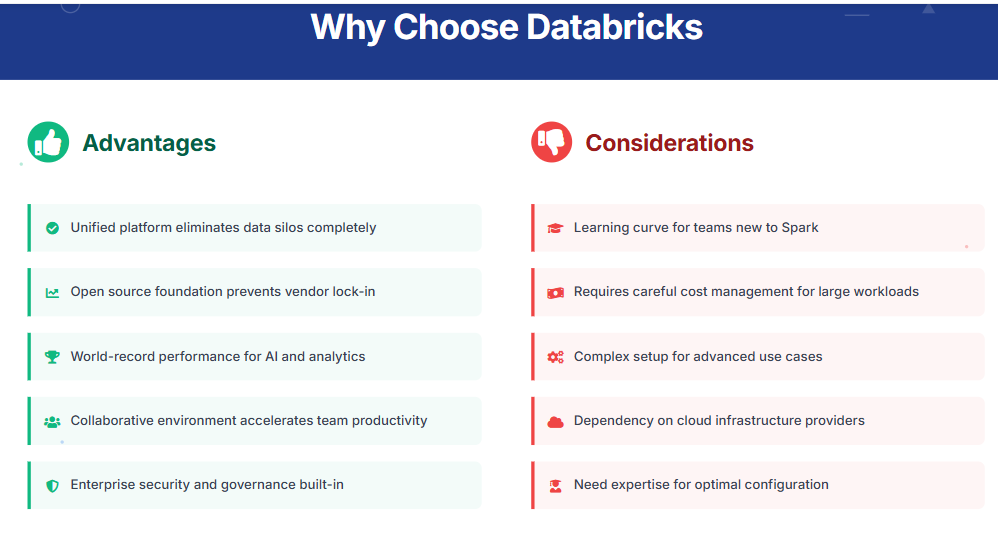 Why Choose Databricks
Advantages
Unified platform eliminates data silos completely
Open source foundation prevents vendor lock-in
World-record performance for AI and analytics
Collaborative environment accelerates team productivity
Enterprise security and governance built-in
Considerations
Learning curve for teams new to Spark
Requires careful cost management for large workloads
Complex setup for advanced use cases
Dependency on cloud infrastructure providers
Need expertise for optimal configuration